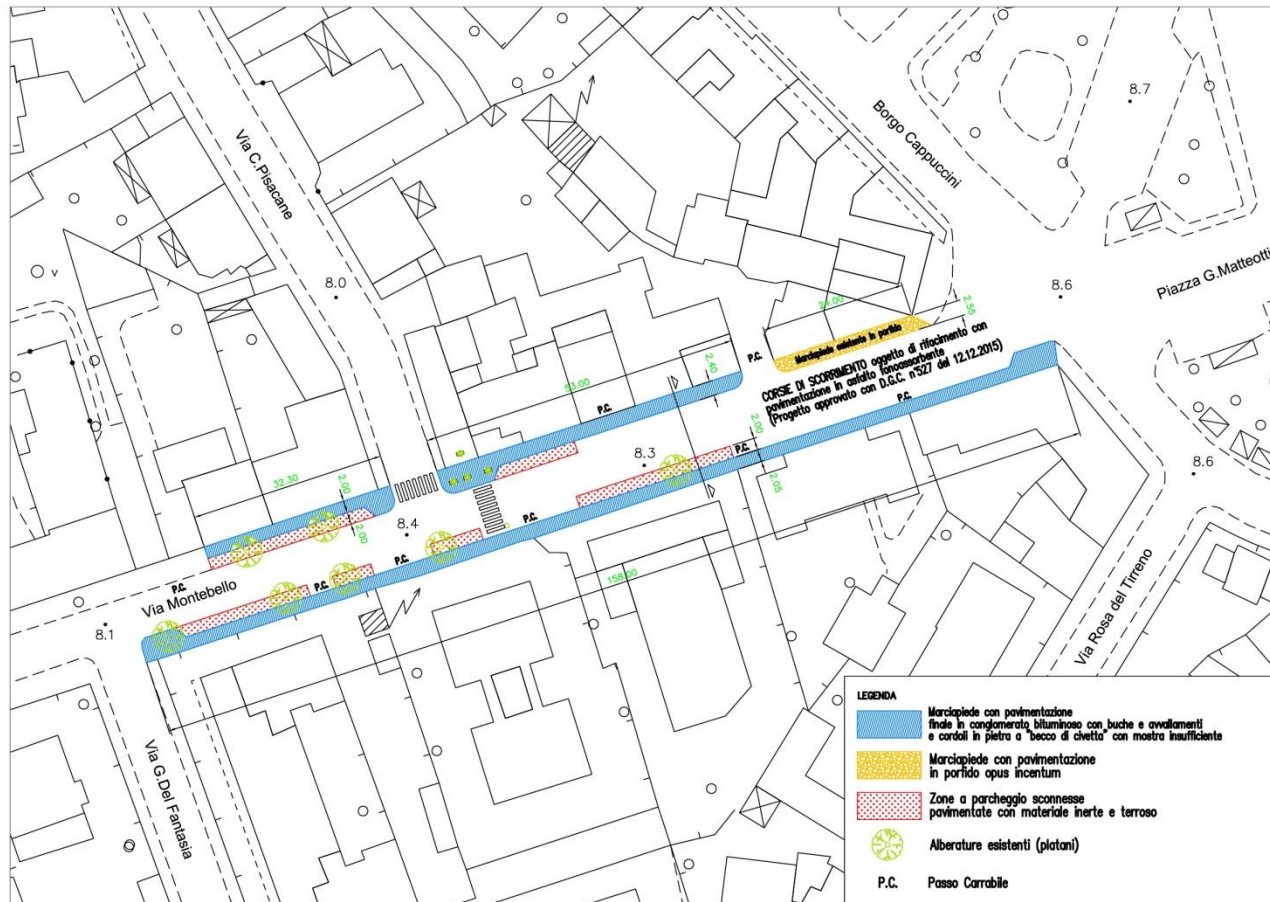 Via C.Pisacane
Borgo Cappuccini
8.7
8.0
v
8.6
Piazza G.Matteotti
24.00
2.55
Marciapiede esistente in porfido
P.C.
2.40
CORSIE DI SCORRIMENTO oggetto di rifacimento con
pavimentazione in asfalto fonoassorbente
(Progetto approvato con D.G.C. n°527 del 12.12.2015)
53.00
P.C.
P.C.
2.00
P.C.
8.3
2.05
8.6
32.30
2.00
2.00
8.4
P.C.
P.C.
158.00
P.C.
P.C.
Via Montebello
8.1
Via Rosa del Tirreno
Via G.Del Fantasia
LEGENDA
Marciapiede con pavimentazione
finale in conglomerato bituminoso con buche e avvallamenti
e cordoli in pietra a "becco di civetta" con mostra insufficiente
Marciapiede con pavimentazione
in porfido opus incentum
Zone a parcheggio sconnesse
pavimentate con materiale inerte e terroso
Alberature esistenti (platani)
P.C. Passo Carrabile